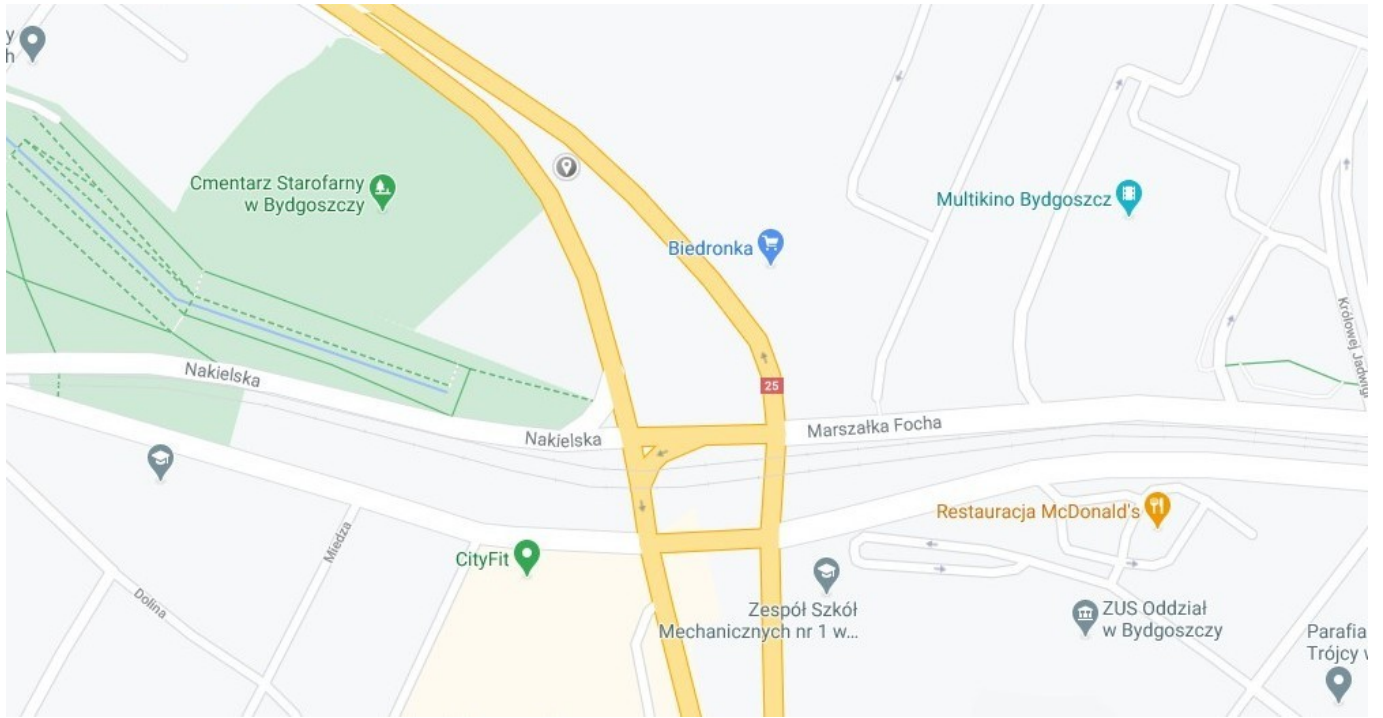 y
h
Cmentarz Starofarny
w Bydgoszczy
Multikino Bydgoszcz
Biedronka
Królowej Jadwigi
25
Nakielska
Nakielska
Marszałka Focha
Restauracja McDonald's
Miedza
CityFit
Dolina
Zespół Szkół
Mechanicznych nr 1 w...
ZUS Oddział
w Bydgoszczy
Parafia
Trójcy w